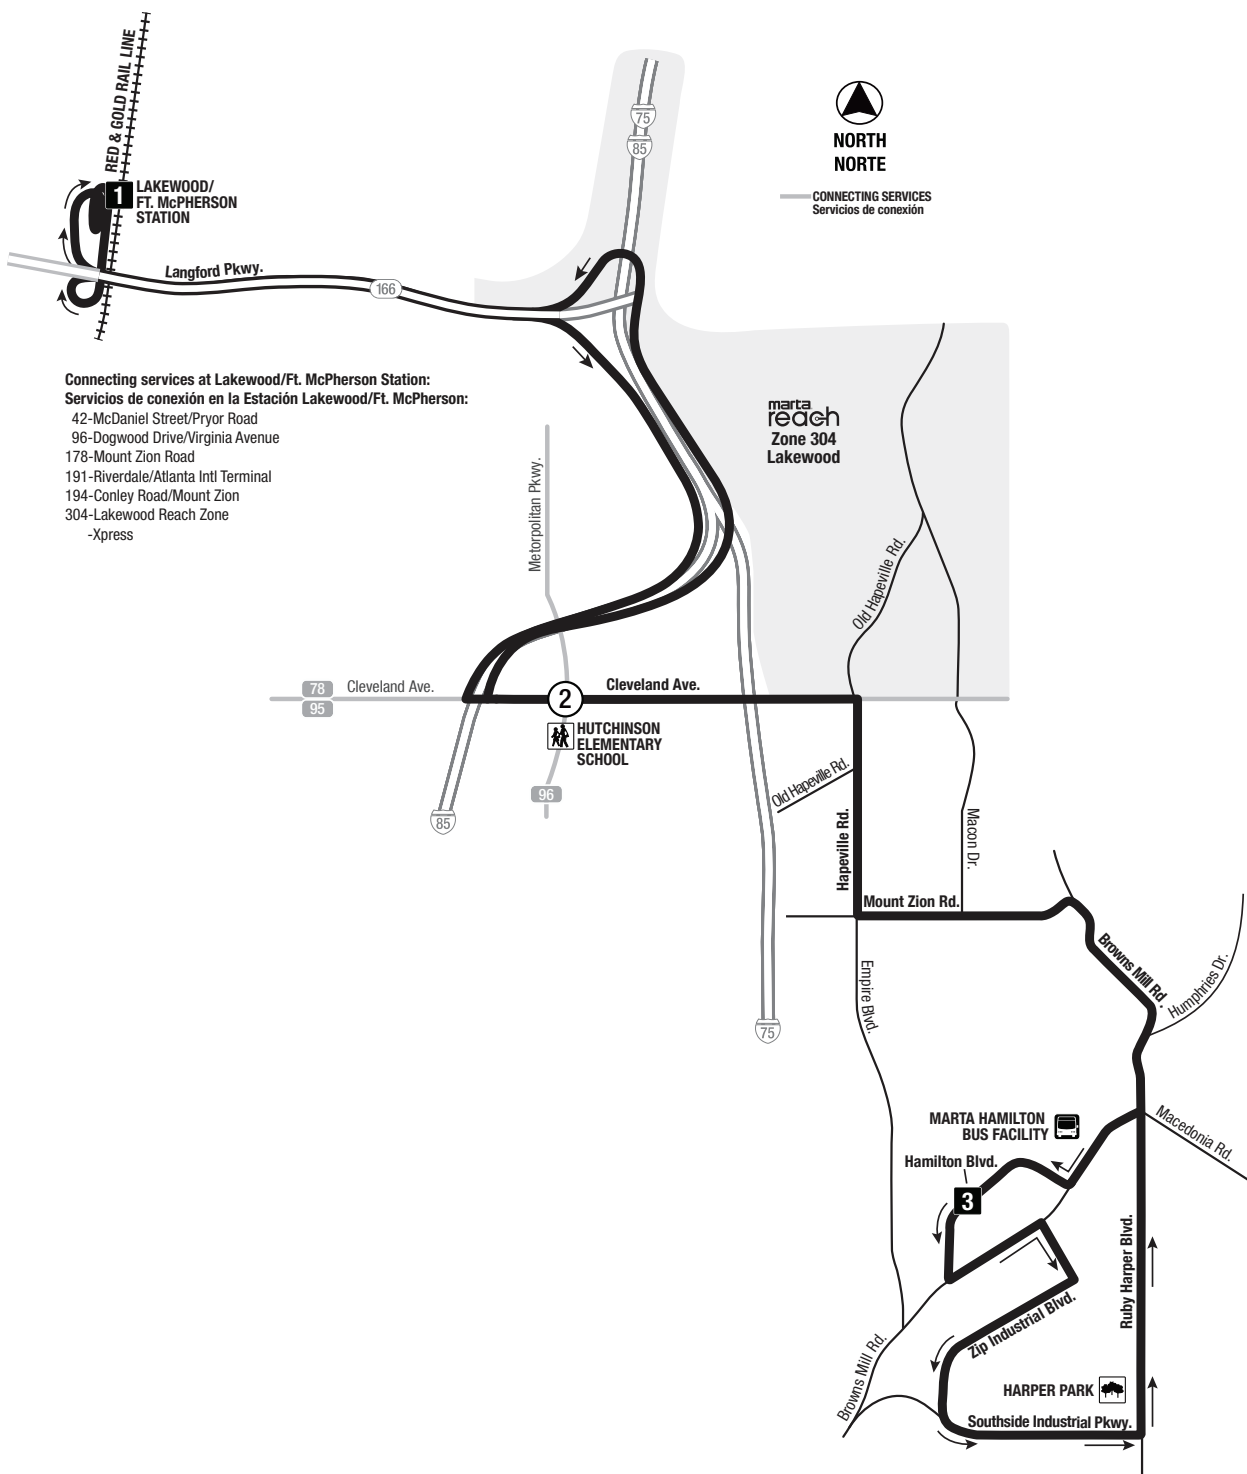 RED & GOLD RAIL LINE
1
LAKEWOOD/
FT. McPHERSON
STATION
75
85
NORTH
NORTE
CONNECTING SERVICES
Servicios de conexión
Langford Pkwy.
166
Connecting services at Lakewood/Ft. McPherson Station:
Servicios de conexión en la Estación Lakewood/Ft. McPherson:
42-McDaniel Street/Pryor Road
96-Dogwood Drive/Virginia Avenue
178-Mount Zion Road
191-Riverdale/Atlanta Intl Terminal
194-Conley Road/Mount Zion
304-Lakewood Reach Zone
-Xpress
marta
reach
Zone 304
Lakewood
Metorpolitan Pkwy.
Old Hapeville Rd.
78
95
Cleveland Ave.
2
Cleveland Ave.
HUTCHINSON
ELEMENTARY
SCHOOL
96
85
Old Hapeville Rd.
Hapeville Rd.
Macon Dr.
Mount Zion Rd.
Browns Mill Rd.
Humphries Dr.
Empire Blvd.
75
MARTA HAMILTON
BUS FACILITY
Macedonia Rd.
Hamilton Blvd.
3
Ruby Harper Blvd.
Zip Industrial Blvd.
Browns Mill Rd.
HARPER PARK
Southside Industrial Pkwy.